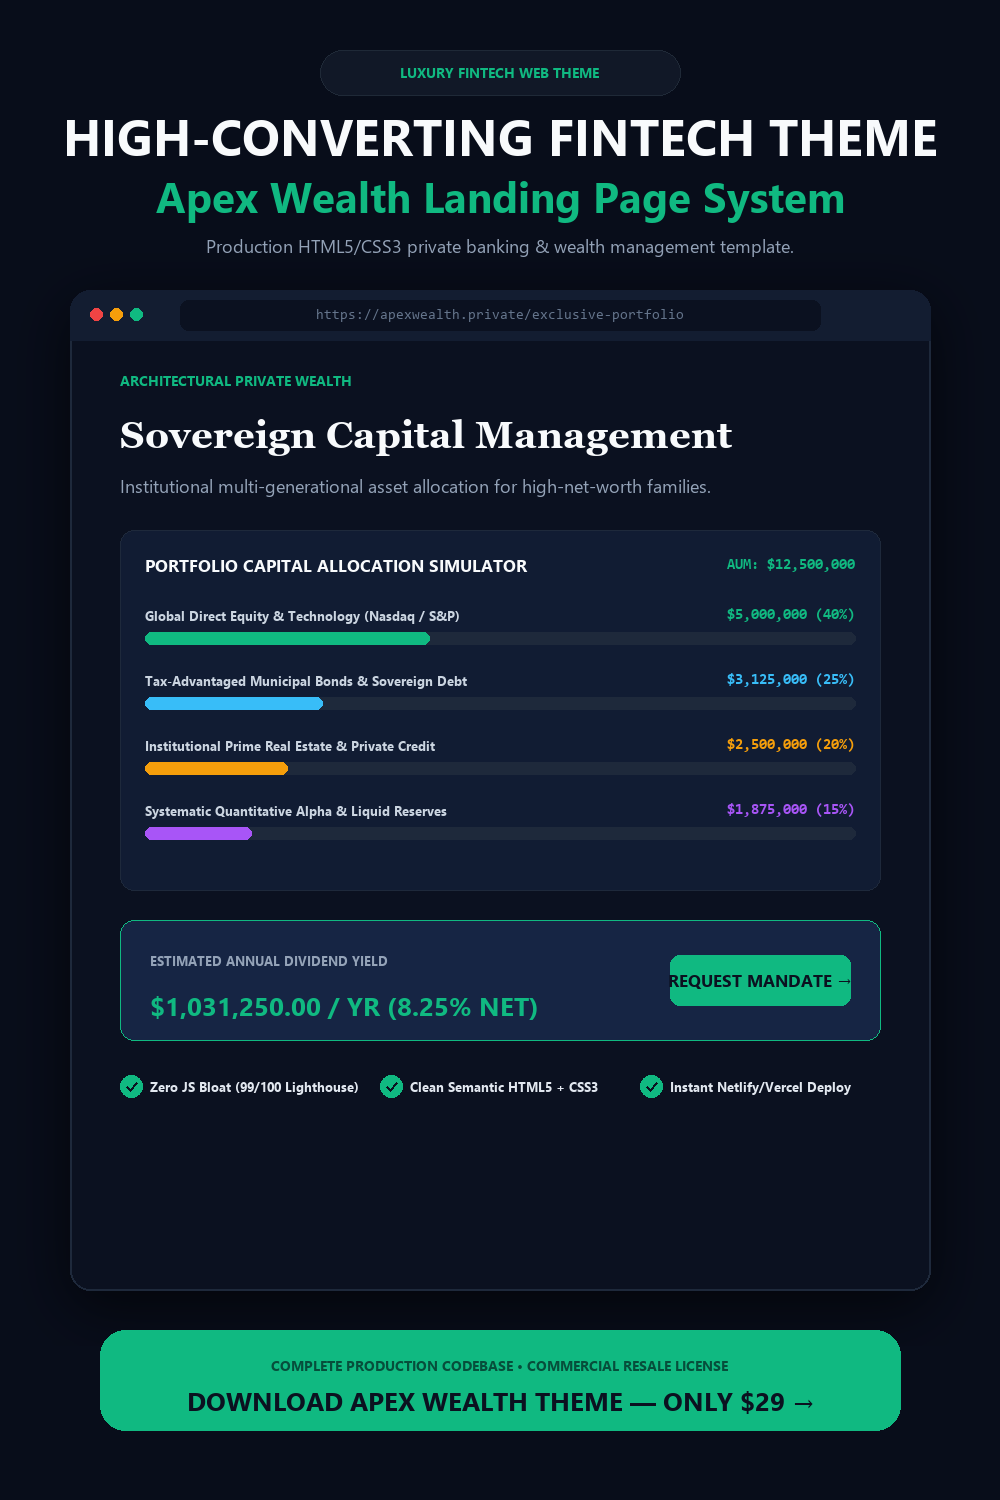 LUXURY FINTECH WEB THEME
HIGH-CONVERTING FINTECH THEME
Apex Wealth Landing Page System
Production HTML5/CSS3 private banking & wealth management template.
https://apexwealth.private/exclusive-portfolio
ARCHITECTURAL PRIVATE WEALTH
Sovereign Capital Management
Institutional multi-generational asset allocation for high-net-worth families.
PORTFOLIO CAPITAL ALLOCATION SIMULATOR AUM: $12,500,000
Global Direct Equity & Technology (Nasdaq / S&P) $5,000,000 (40%)
Tax-Advantaged Municipal Bonds & Sovereign Debt $3,125,000 (25%)
Institutional Prime Real Estate & Private Credit $2,500,000 (20%)
Systematic Quantitative Alpha & Liquid Reserves $1,875,000 (15%)
ESTIMATED ANNUAL DIVIDEND YIELD
$1,031,250.00 / YR (8.25% NET)
REQUEST MANDATE →
Zero JS Bloat (99/100 Lighthouse) Clean Semantic HTML5 + CSS3 Instant Netlify/Vercel Deploy
COMPLETE PRODUCTION CODEBASE • COMMERCIAL RESALE LICENSE
DOWNLOAD APEX WEALTH THEME — ONLY $29 →